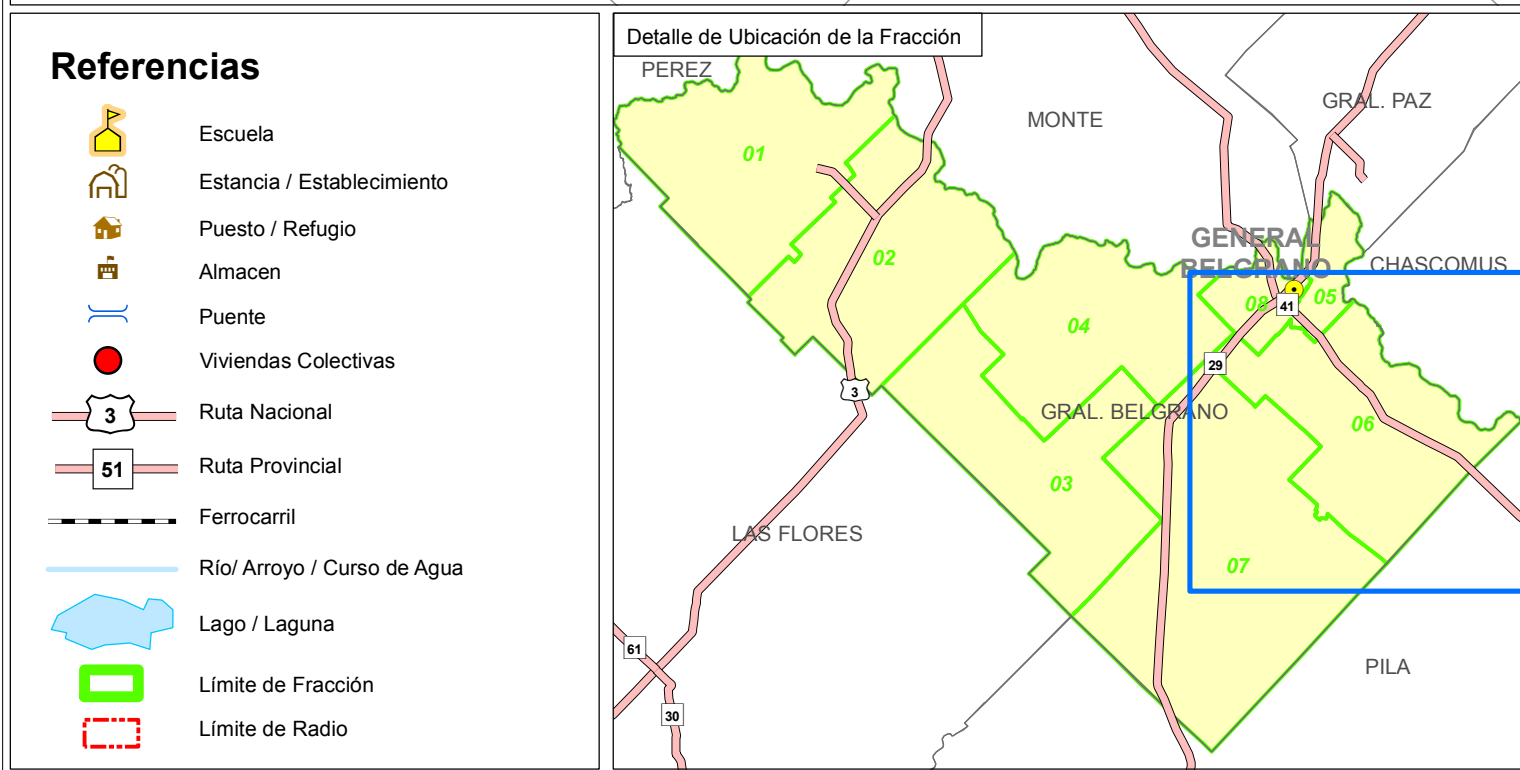 Referencias
Escuela
Estancia / Establecimiento
Puesto / Refugio
Almacen
Puente
Viviendas Colectivas
3
Ruta Nacional
51
Ruta Provincial
Ferrocarril
Río/ Arroyo / Curso de Agua
Lago / Laguna
Límite de Fracción
Límite de Radio
Detalle de Ubicación de la Fracción
PEREZ
MONTE
GRAL. PAZ
01
GENERAL
BELGRANO
CHASCOMUS
02
08
41
05
04
29
3
GRAL. BELGRANO
06
03
LAS FLORES
07
61
PILA
30